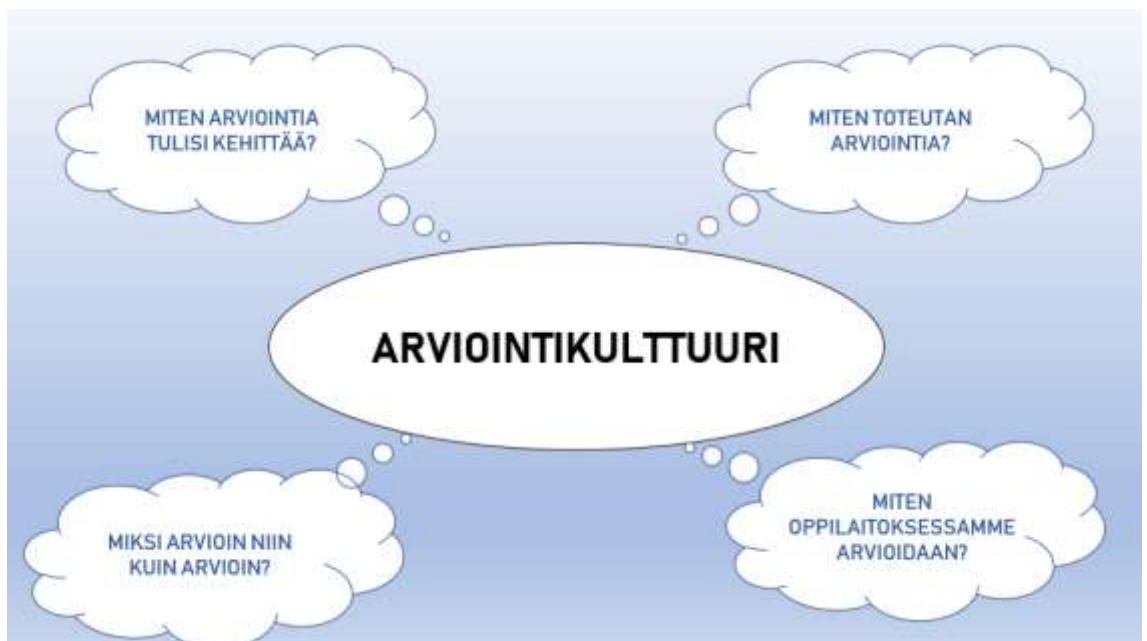 MITEN ARVIOINTIA
TULISI KEHITTÄÄ?
MITEN TOTEUTAN
ARVIOINTIA?
ARVIOINTIKULTTUURI
MIKSI ARVIOIN NIIN
KUIN ARVIOIN?
MITEN
OPPILAITOKSESSAMME
ARVIOIDAAN?